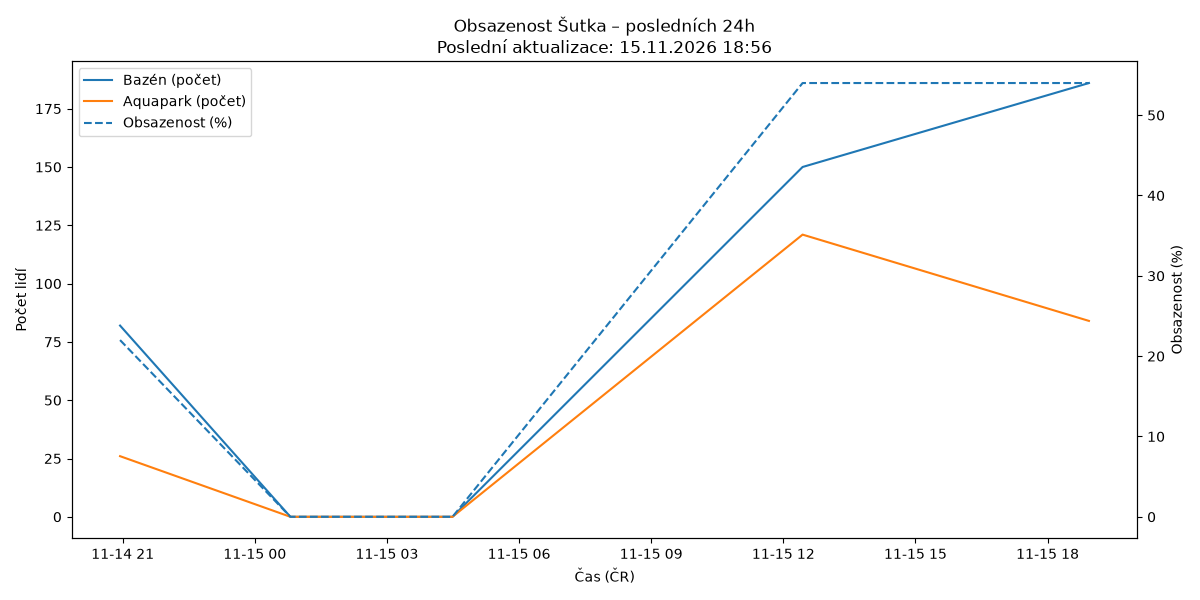 Obsazenost Šutka – posledních 24h
Poslední aktualizace: 15.11.2026 18:56
Bazén (počet)
Aquapark (počet)
Obsazenost (%)
175
150
125
100
75
50
25
0
Počet lidí
50
40
30
20
10
0
Obsazenost (%)
11-14 21
11-15 00
11-15 03
11-15 06
11-15 09
11-15 12
11-15 15
11-15 18
Čas (ČR)